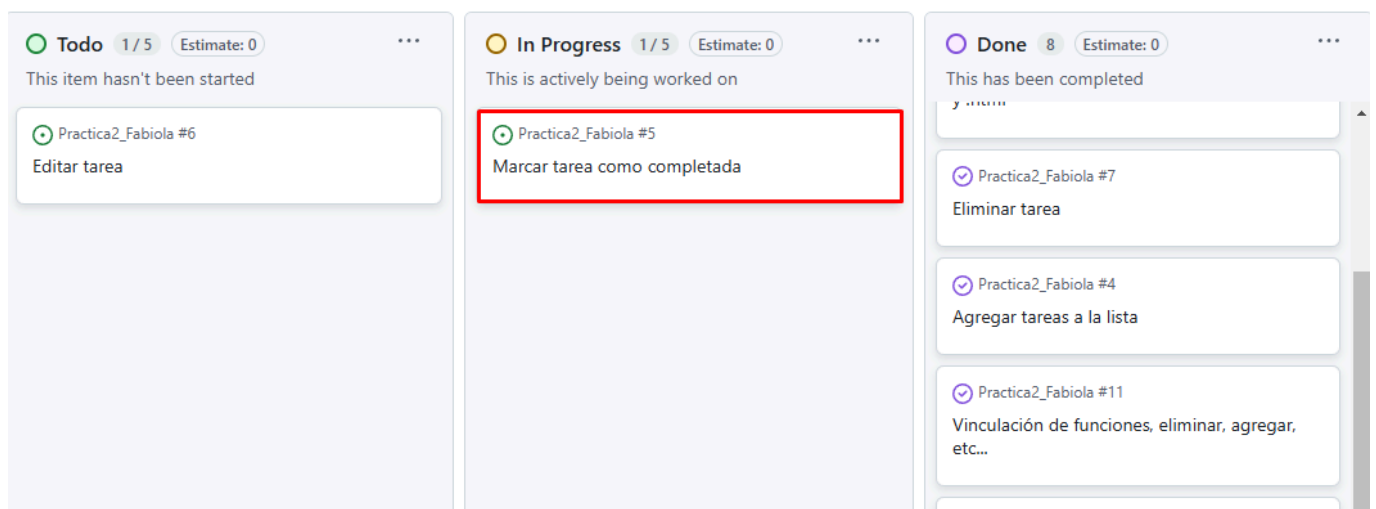 Todo 1 / 5 Estimate: 0 ...
This item hasn't been started
Practica2_Fabiola #6
Editar tarea
In Progress 1 / 5 Estimate: 0 ...
This is actively being worked on
Practica2_Fabiola #5
Marcar tarea como completada
Done 8 Estimate: 0 ...
This has been completed
y .html
Practica2_Fabiola #7
Eliminar tarea
Practica2_Fabiola #4
Agregar tareas a la lista
Practica2_Fabiola #11
Vinculación de funciones, eliminar, agregar,
etc...